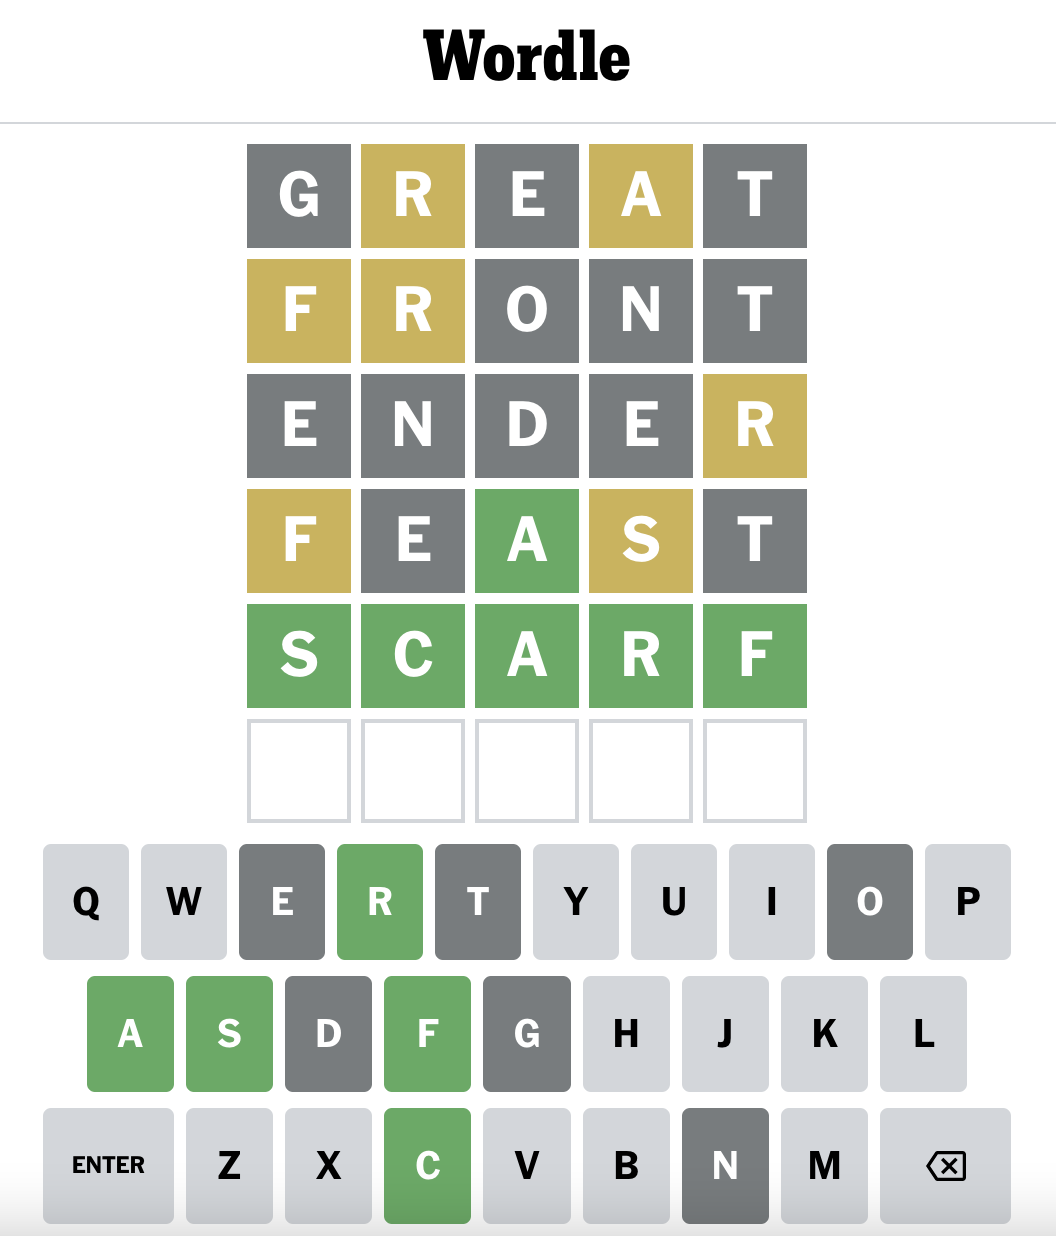 Wordle
G R E A T
F R O N T
E N D E R
F E A S T
S C A R F
Q W E R T Y U I O P
A S D F G H J K L
ENTER Z X C V B N M